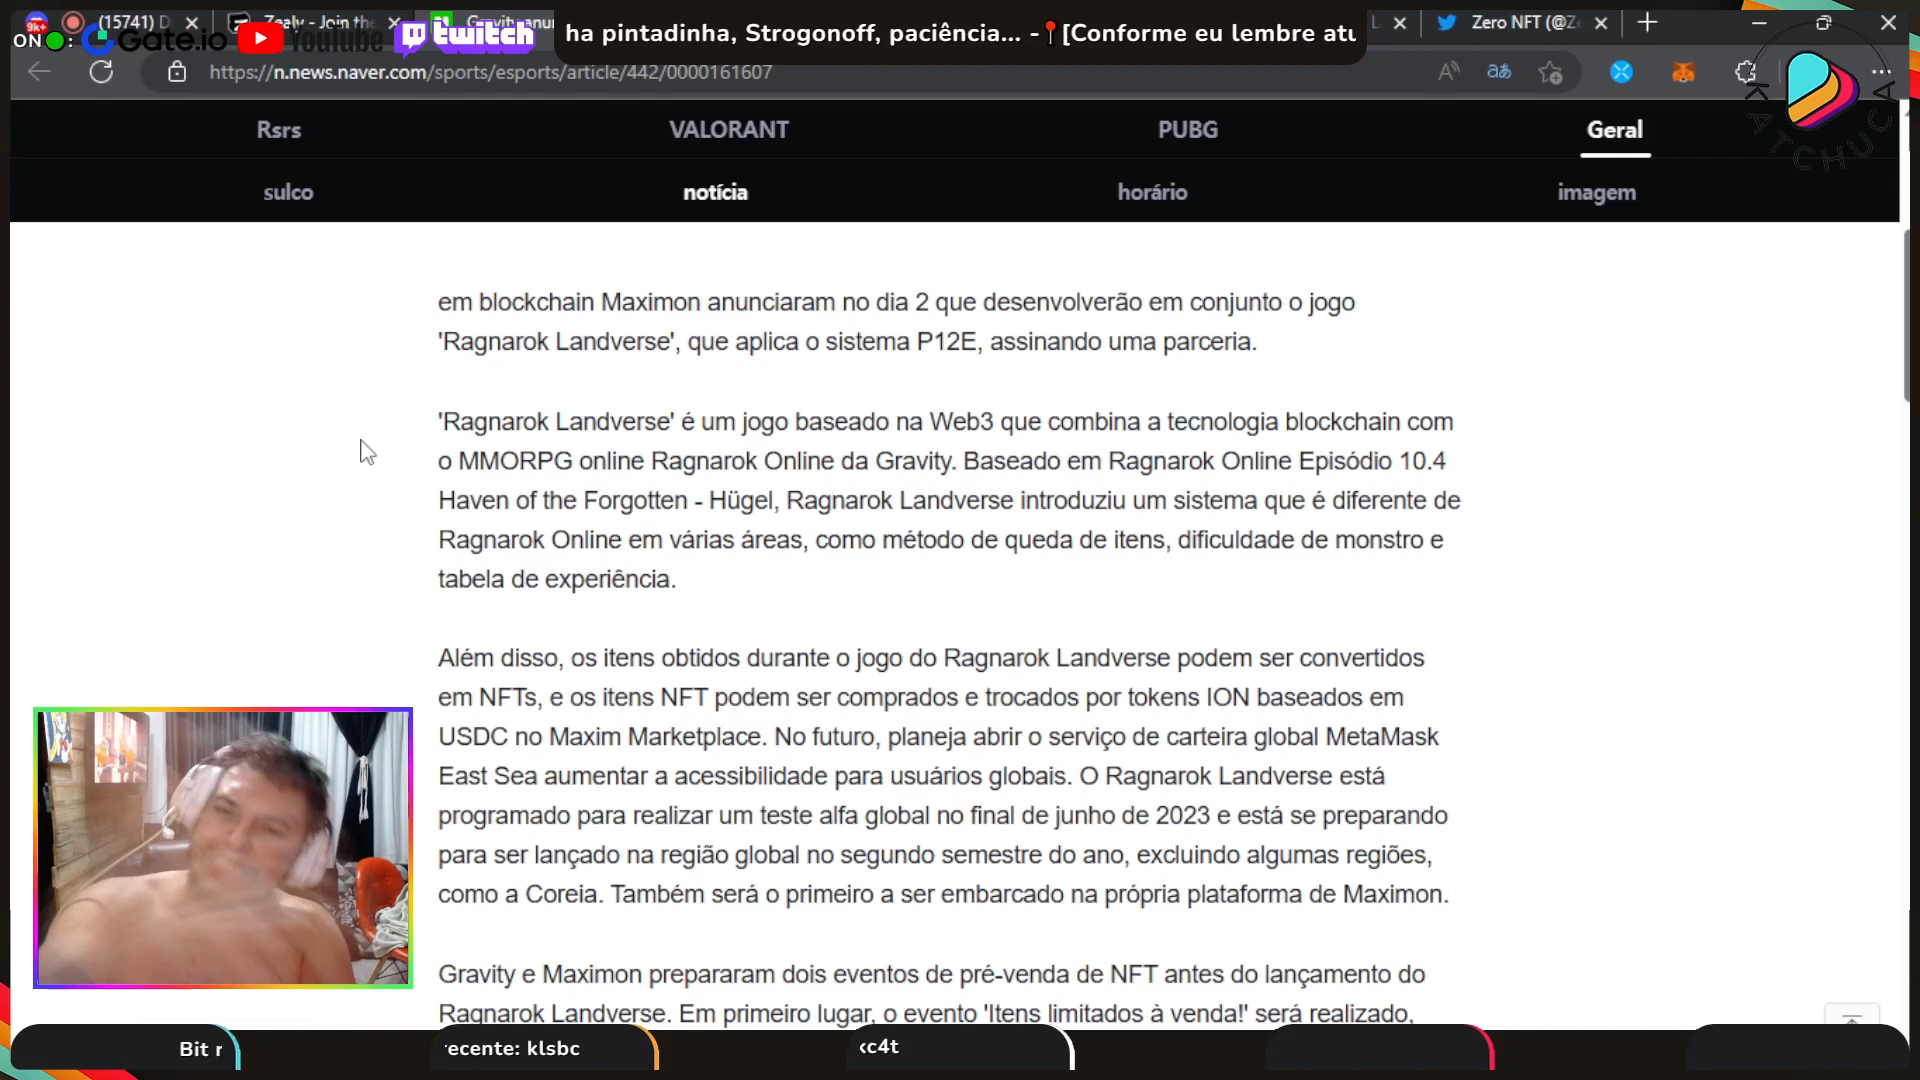 (15741) D
Zealy - Join the
Gravity anu
Zero NFT (@Ze
ON :
Gate.io
YouTube
twitch
ha pintadinha, Strogonoff, paciência... - [Conforme eu lembre atu
https://n.news.naver.com/sports/esports/article/442/0000161607
KATCHUCA
Rsrs
VALORANT
PUBG
Geral
sulco
notícia
horário
imagem
em blockchain Maximon anunciaram no dia 2 que desenvolverão em conjunto o jogo
'Ragnarok Landverse', que aplica o sistema P12E, assinando uma parceria.
'Ragnarok Landverse' é um jogo baseado na Web3 que combina a tecnologia blockchain com
o MMORPG online Ragnarok Online da Gravity. Baseado em Ragnarok Online Episódio 10.4
Haven of the Forgotten - Hügel, Ragnarok Landverse introduziu um sistema que é diferente de
Ragnarok Online em várias áreas, como método de queda de itens, dificuldade de monstro e
tabela de experiência.
Além disso, os itens obtidos durante o jogo do Ragnarok Landverse podem ser convertidos
em NFTs, e os itens NFT podem ser comprados e trocados por tokens ION baseados em
USDC no Maxim Marketplace. No futuro, planeja abrir o serviço de carteira global MetaMask
East Sea aumentar a acessibilidade para usuários globais. O Ragnarok Landverse está
programado para realizar um teste alfa global no final de junho de 2023 e está se preparando
para ser lançado na região global no segundo semestre do ano, excluindo algumas regiões,
como a Coreia. Também será o primeiro a ser embarcado na própria plataforma de Maximon.
Gravity e Maximon prepararam dois eventos de pré-venda de NFT antes do lançamento do
Ragnarok Landverse. Em primeiro lugar, o evento 'Itens limitados à venda!' será realizado,
Bit r
recente: klsbc
xc4t